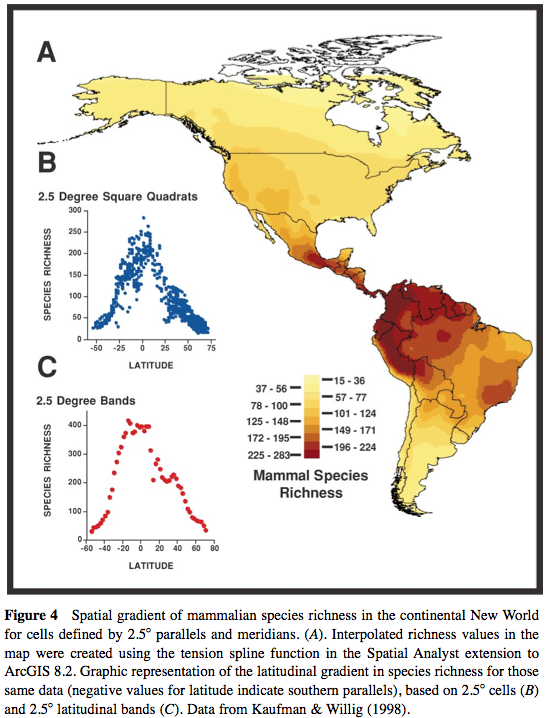 A
B
2.5 Degree Square Quadrats
SPECIES RICHNESS
300
250
200
150
100
50
0
-50 -25 0 25 50 75
LATITUDE
C
2.5 Degree Bands
SPECIES RICHNESS
400
300
200
100
0
-60 -40 -20 0 20 40 60 80
LATITUDE
15 - 36
37 - 56
57 - 77
78 - 100
101 - 124
125 - 148
149 - 171
172 - 195
196 - 224
225 - 283
Mammal Species
Richness
Figure 4 Spatial gradient of mammalian species richness in the continental New World
for cells defined by 2.5° parallels and meridians. (A). Interpolated richness values in the
map were created using the tension spline function in the Spatial Analyst extension to
ArcGIS 8.2. Graphic representation of the latitudinal gradient in species richness for those
same data (negative values for latitude indicate southern parallels), based on 2.5° cells (B)
and 2.5° latitudinal bands (C). Data from Kaufman & Willig (1998).